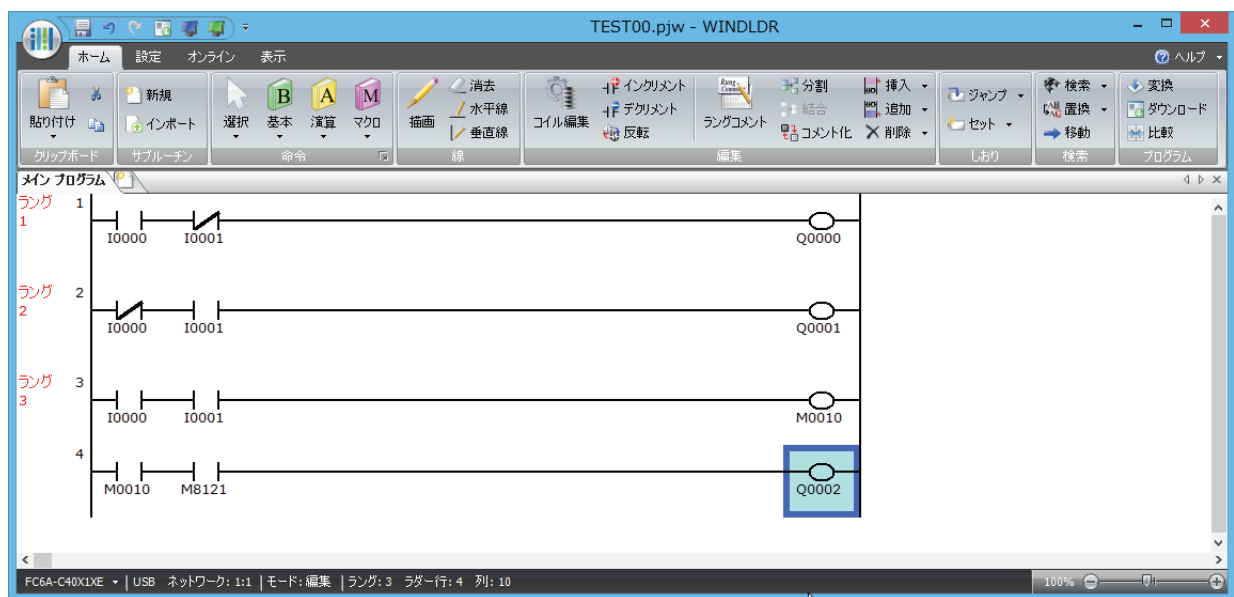 TEST00.pjw - WINDLDR
ホーム 設定 オンライン 表示 ヘルプ
貼り付け 新規 インポート 選択 B 基本 A 演算 M マクロ 描画 消去 水平線 垂直線 コイル編集 インクリメント デクリメント 反転 Rung Comment ラングコメント 分割 結合 コメント化 挿入 追加 削除 ジャンプ セット 検索 置換 移動 変換 ダウンロード 比較
クリップボード サブルーチン 命令 線 編集 しおり 検索 プログラム
メイン プログラム
ラング 1
1
I0000 I0001 Q0000
ラング 2
2
I0000 I0001 Q0001
ラング 3
3
I0000 I0001 M0010
4
M0010 M8121 Q0002
FC6A-C40X1XE USB ネットワーク: 1:1 モード: 編集 ラング: 3 ラダー行: 4 列: 10 100%